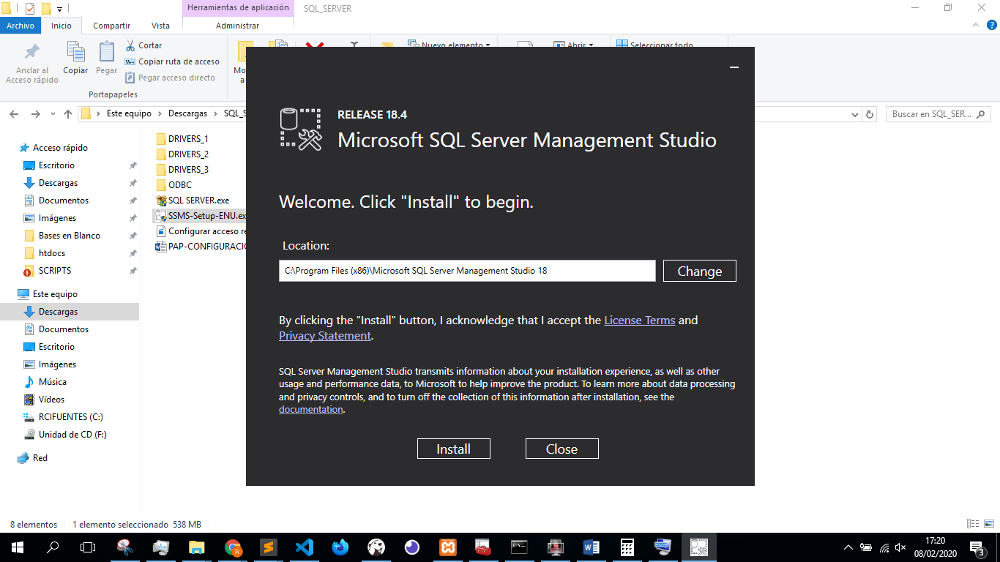 Herramientas de aplicación
SQL_SERVER
Archivo
Inicio
Compartir
Vista
Administrar
Anclar al
Acceso rápido
Copiar
Pegar
Cortar
Copiar ruta de acceso
Pegar acceso directo
Mo
a
Nuevo elemento
Abrir
Seleccionar todo
Portapapeles
Este equipo
Descargas
SQL_S
Buscar en SQL_SER...
Acceso rápido
Escritorio
Descargas
Documentos
Imágenes
Bases en Blanco
htdocs
SCRIPTS
Este equipo
Descargas
Documentos
Escritorio
Imágenes
Música
Vídeos
RCIFUENTES (C:)
Unidad de CD (F:)
Red
DRIVERS_1
DRIVERS_2
DRIVERS_3
ODBC
SQL SERVER.exe
SSMS-Setup-ENU.ex
Configurar acceso re
PAP-CONFIGURACIO
RELEASE 18.4
Microsoft SQL Server Management Studio
Welcome. Click "Install" to begin.
Location:
C:\Program Files (x86)\Microsoft SQL Server Management Studio 18
Change
By clicking the "Install" button, I acknowledge that I accept the License Terms and
Privacy Statement.
SQL Server Management Studio transmits information about your installation experience, as well as other
usage and performance data, to Microsoft to help improve the product. To learn more about data processing
and privacy controls, and to turn off the collection of this information after installation, see the
documentation.
Install
Close
8 elementos
1 elemento seleccionado 538 MB
17:20
08/02/2020
3